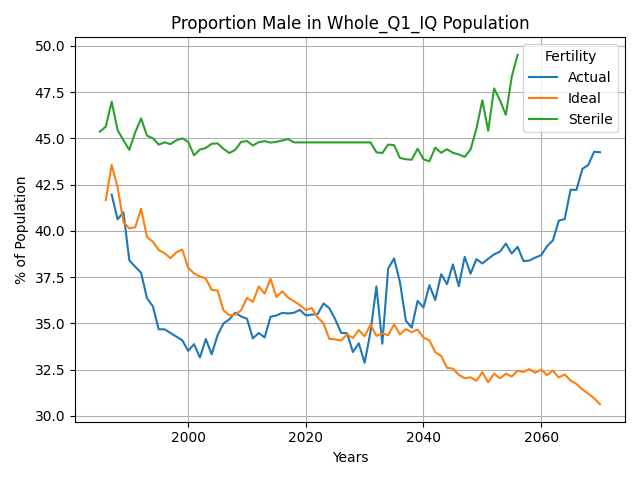 Proportion Male in Whole_Q1_IQ Population
% of Population
50.0
47.5
45.0
42.5
40.0
37.5
35.0
32.5
30.0
Fertility
Actual
Ideal
Sterile
2000
2020
2040
2060
Years